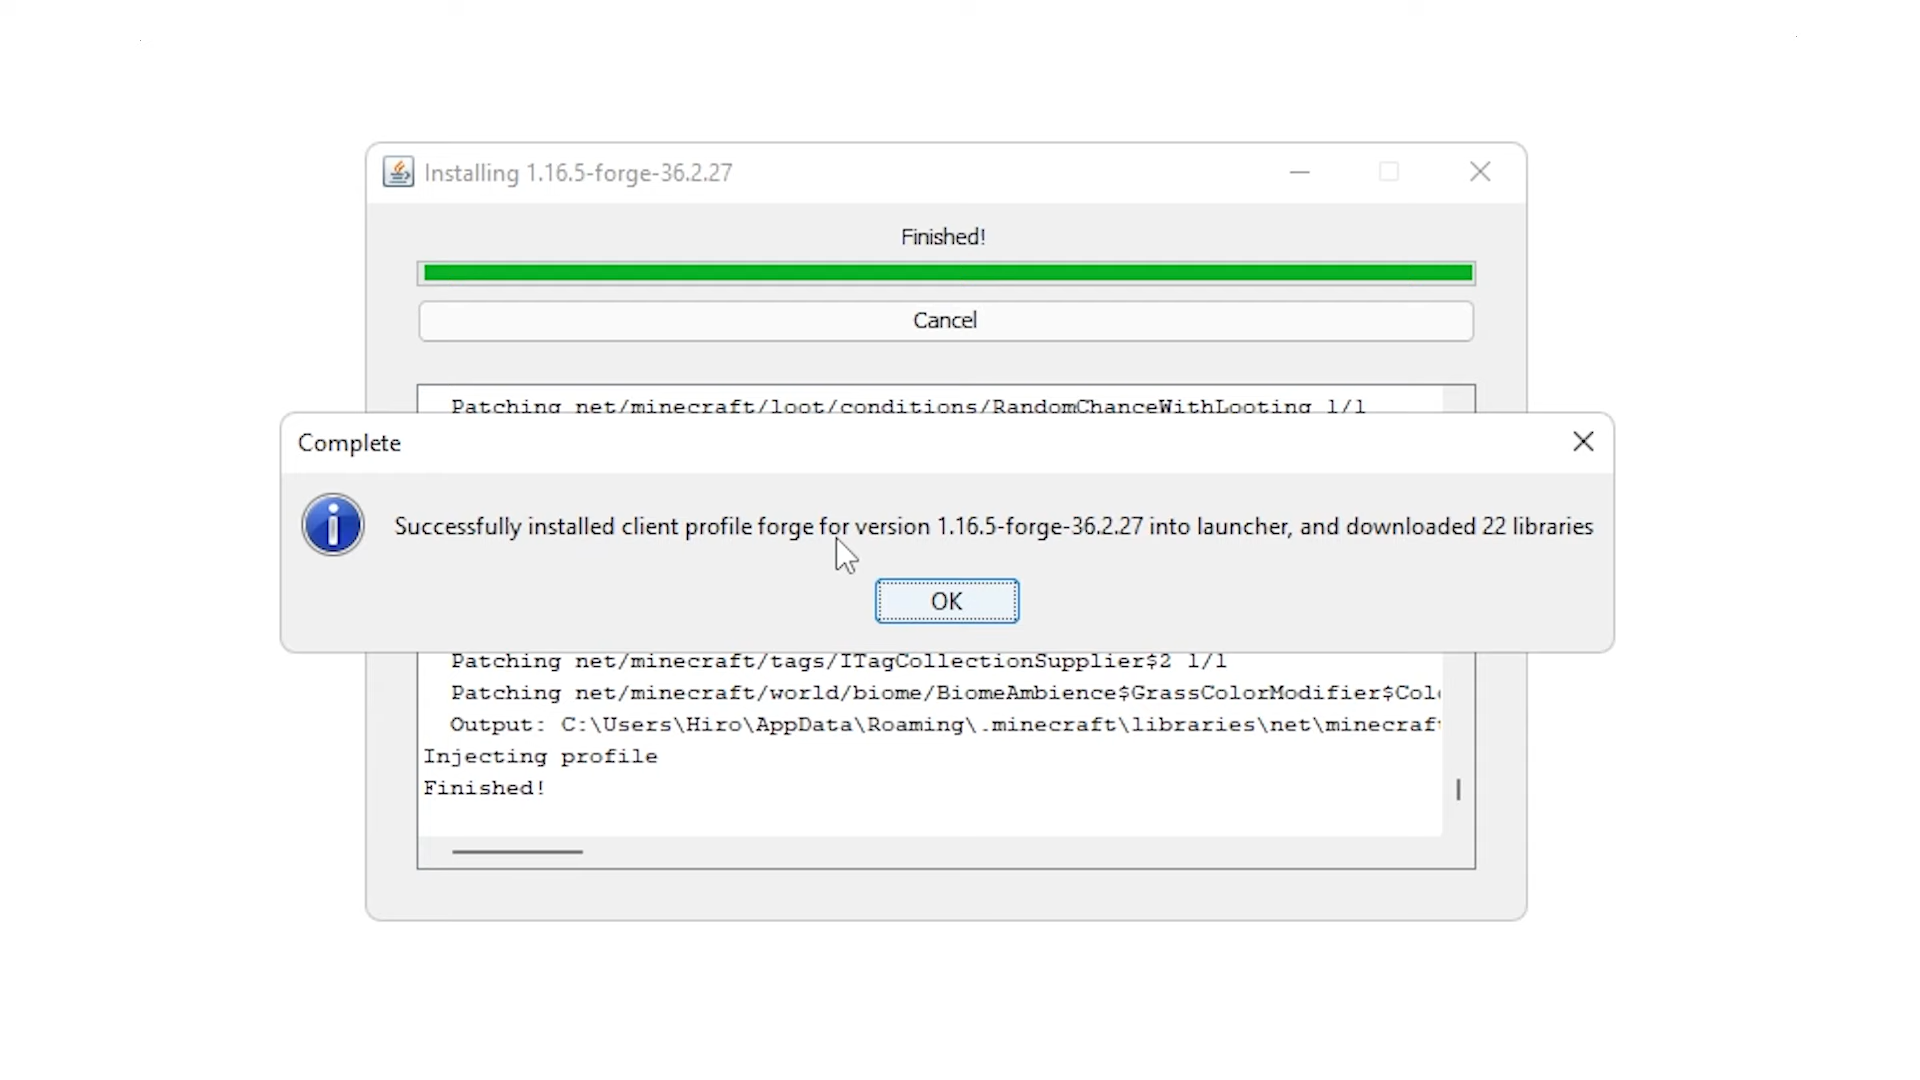 Installing 1.16.5-forge-36.2.27
Finished!
Cancel
Patching net/minecraft/loot/conditions/RandomChanceWithLooting 1/1
Complete
Successfully installed client profile forge for version 1.16.5-forge-36.2.27 into launcher, and downloaded 22 libraries
OK
Patching net/minecraft/tags/ITagCollectionSupplier$2 1/1
Patching net/minecraft/world/biome/BiomeAmbience$GrassColorModifier$Colo
Output: C:\Users\Hiro\AppData\Roaming\.minecraft\libraries\net\minecraft
Injecting profile
Finished!